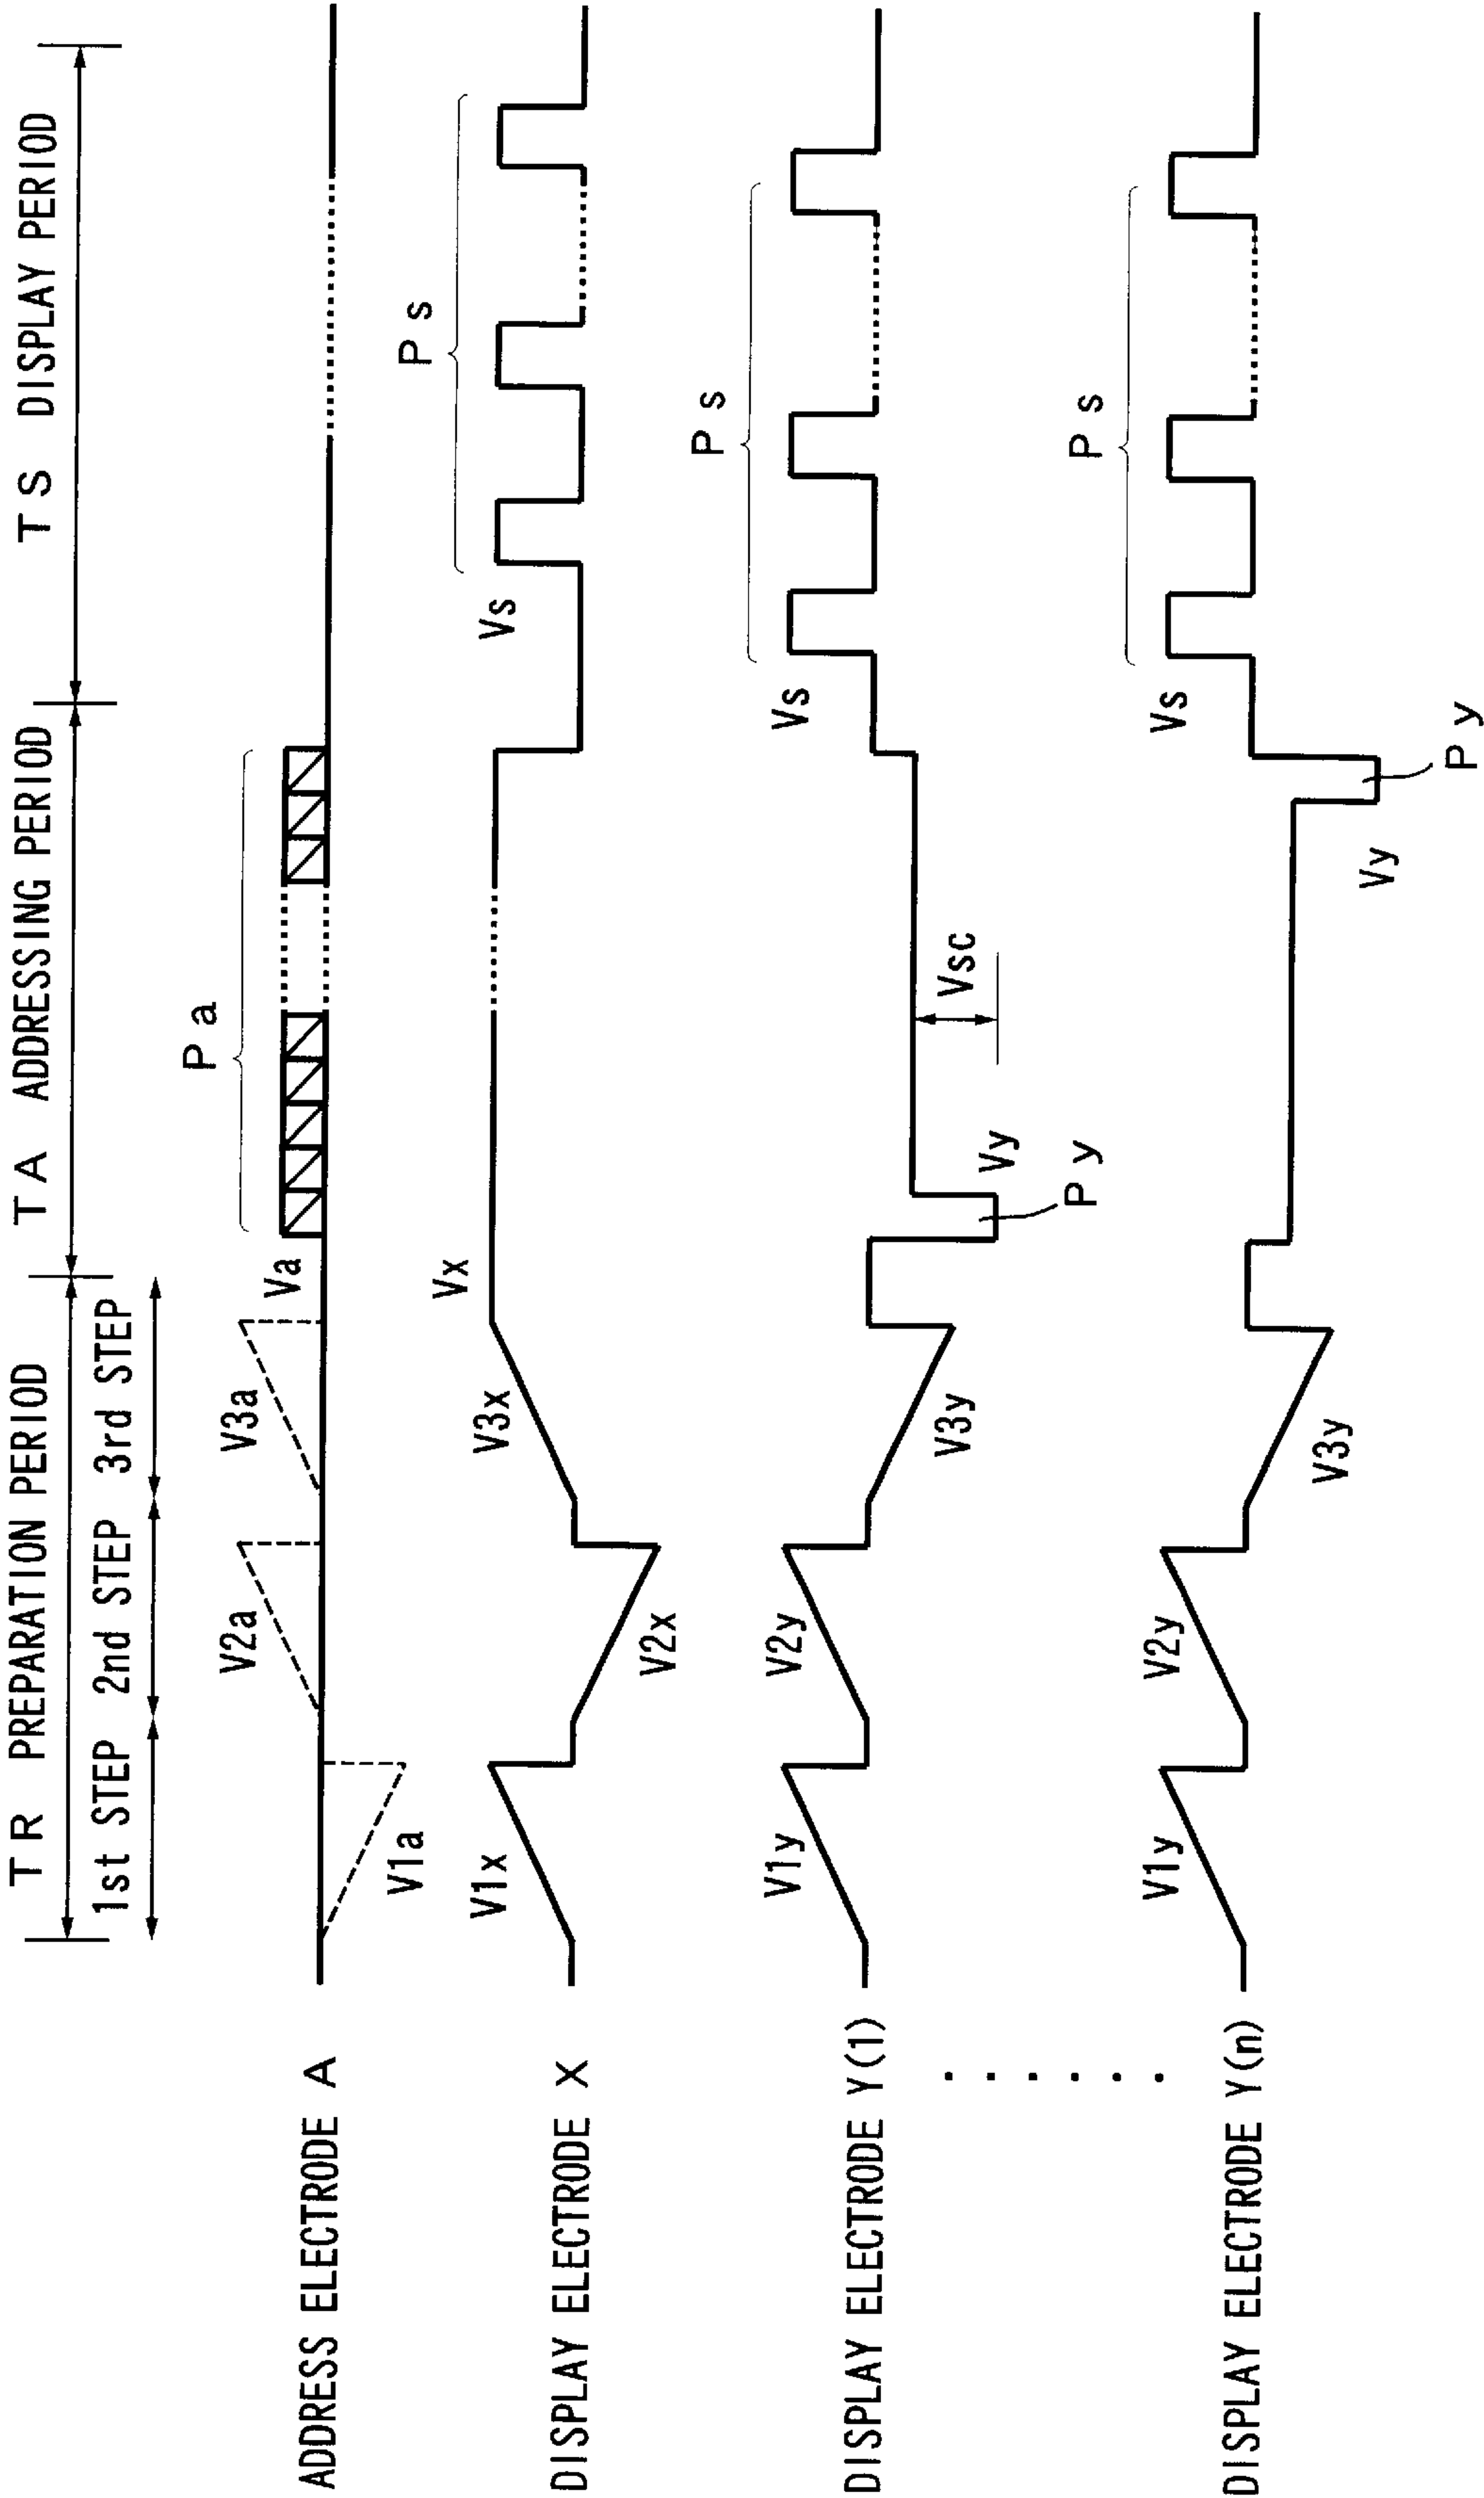 TR PREPARATION PERIOD
TA ADDRESSING PERIOD
TS DISPLAY PERIOD
1st STEP
2nd STEP
3rd STEP
ADDRESS ELECTRODE A
V1a
V2a
V3a
Va
Pa
DISPLAY ELECTRODE X
V1x
V2x
V3x
Vx
Vs
Ps
DISPLAY ELECTRODE Y(1)
V1y
V2y
V3y
Vy
Py
Vsc
Vs
Ps
DISPLAY ELECTRODE Y(n)
V1y
V2y
V3y
Vy
Py
Vs
Ps